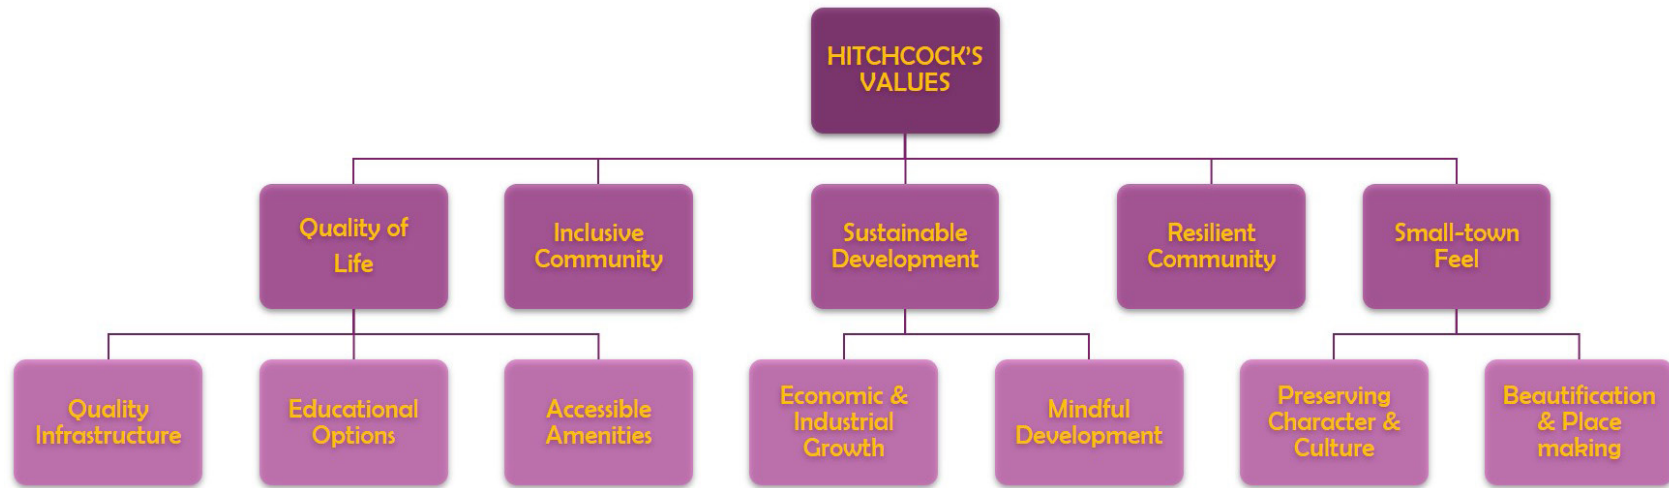 HITCHCOCK'S
VALUES
Quality of
Life
Inclusive
Community
Sustainable
Development
Resilient
Community
Small-town
Feel
Quality
Infrastructure
Educational
Options
Accessible
Amenities
Economic &
Industrial
Growth
Mindful
Development
Preserving
Character &
Culture
Beautification
& Place
making